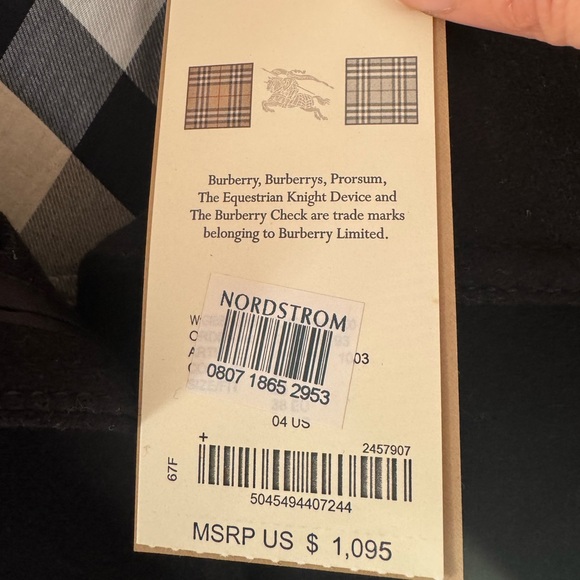 Burberry, Burberrys, Prorsum,
The Equestrian Knight Device and
The Burberry Check are trade marks
belonging to Burberry Limited.
NORDSTROM
03
0807 1865 2953
04 US
67F
2457907
5045494407244
MSRP US $ 1,095